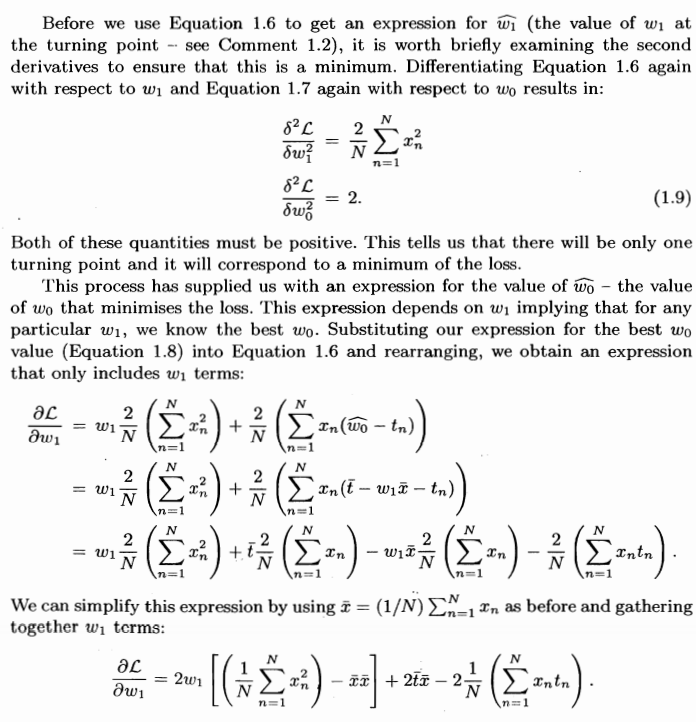 Before we use Equation 1.6 to get an expression for $\widehat{w_1}$ (the value of $w_1$ at
the turning point – see Comment 1.2), it is worth briefly examining the second
derivatives to ensure that this is a minimum. Differentiating Equation 1.6 again
with respect to $w_1$ and Equation 1.7 again with respect to $w_0$ results in:
$\frac{\delta^2 \mathcal{L}}{\delta w_1^2} = \frac{2}{N} \sum_{n=1}^{N} x_n^2$
$\frac{\delta^2 \mathcal{L}}{\delta w_0^2} = 2.$ (1.9)
Both of these quantities must be positive. This tells us that there will be only one
turning point and it will correspond to a minimum of the loss.
This process has supplied us with an expression for the value of $\widehat{w_0}$ – the value
of $w_0$ that minimises the loss. This expression depends on $w_1$ implying that for any
particular $w_1$, we know the best $w_0$. Substituting our expression for the best $w_0$
value (Equation 1.8) into Equation 1.6 and rearranging, we obtain an expression
that only includes $w_1$ terms:
$\frac{\partial \mathcal{L}}{\partial w_1} = w_1 \frac{2}{N} \left( \sum_{n=1}^{N} x_n^2 \right) + \frac{2}{N} \left( \sum_{n=1}^{N} x_n (\widehat{w_0} - t_n) \right)$
$= w_1 \frac{2}{N} \left( \sum_{n=1}^{N} x_n^2 \right) + \frac{2}{N} \left( \sum_{n=1}^{N} x_n (\bar{t} - w_1 \bar{x} - t_n) \right)$
$= w_1 \frac{2}{N} \left( \sum_{n=1}^{N} x_n^2 \right) + \bar{t} \frac{2}{N} \left( \sum_{n=1}^{N} x_n \right) - w_1 \bar{x} \frac{2}{N} \left( \sum_{n=1}^{N} x_n \right) - \frac{2}{N} \left( \sum_{n=1}^{N} x_n t_n \right).$
We can simplify this expression by using $\bar{x} = (1/N) \sum_{n=1}^{N} x_n$ as before and gathering
together $w_1$ terms:
$\frac{\partial \mathcal{L}}{\partial w_1} = 2w_1 \left[ \left( \frac{1}{N} \sum_{n=1}^{N} x_n^2 \right) - \bar{x}\bar{x} \right] + 2\bar{t}\bar{x} - 2 \frac{1}{N} \left( \sum_{n=1}^{N} x_n t_n \right).$